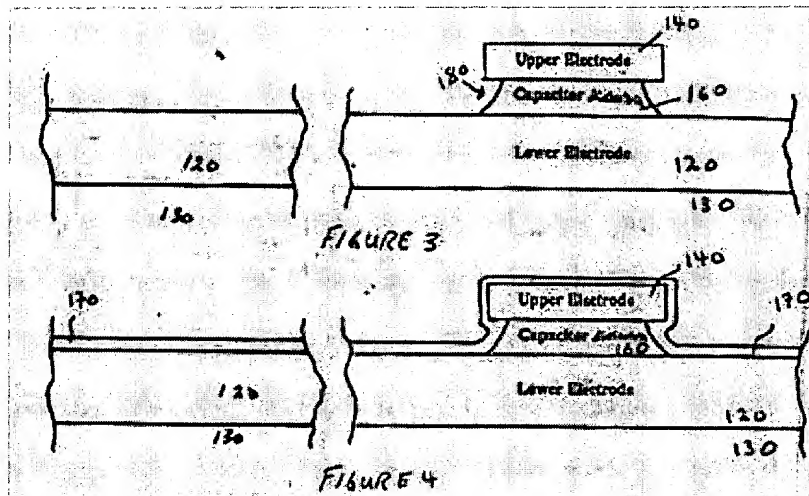 140
Upper Electrode
180
Capacitor
160
Lower Electrode
120
120
130
130
FIGURE 3
140
170
Upper Electrode
170
Capacitor
160
120
Lower Electrode
120
130
130
FIGURE 4